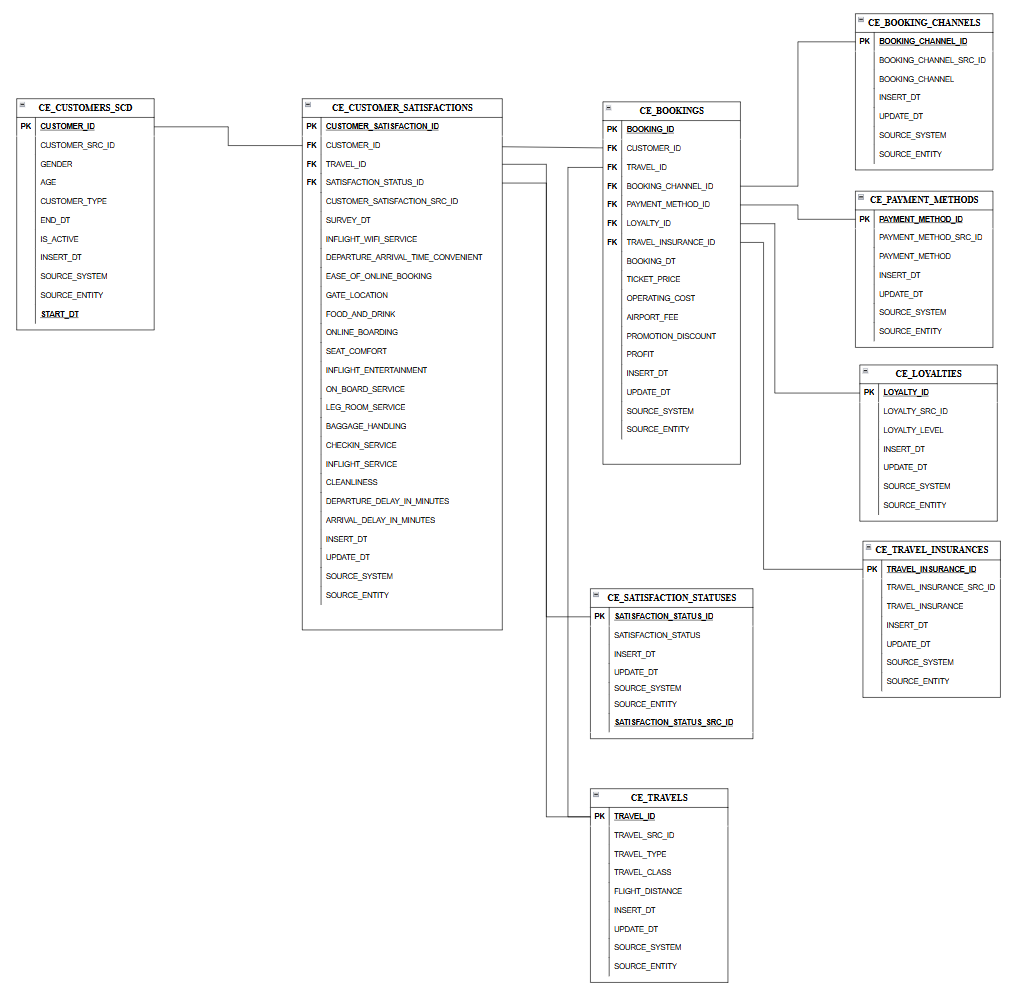 CE_CUSTOMERS_SCD
PK CUSTOMER_ID
CUSTOMER_SRC_ID
GENDER
AGE
CUSTOMER_TYPE
END_DT
IS_ACTIVE
INSERT_DT
SOURCE_SYSTEM
SOURCE_ENTITY
START_DT
CE_CUSTOMER_SATISFACTIONS
PK CUSTOMER_SATISFACTION_ID
FK CUSTOMER_ID
FK TRAVEL_ID
FK SATISFACTION_STATUS_ID
CUSTOMER_SATISFACTION_SRC_ID
SURVEY_DT
INFLIGHT_WIFI_SERVICE
DEPARTURE_ARRIVAL_TIME_CONVENIENT
EASE_OF_ONLINE_BOOKING
GATE_LOCATION
FOOD_AND_DRINK
ONLINE_BOARDING
SEAT_COMFORT
INFLIGHT_ENTERTAINMENT
ON_BOARD_SERVICE
LEG_ROOM_SERVICE
BAGGAGE_HANDLING
CHECKIN_SERVICE
INFLIGHT_SERVICE
CLEANLINESS
DEPARTURE_DELAY_IN_MINUTES
ARRIVAL_DELAY_IN_MINUTES
INSERT_DT
UPDATE_DT
SOURCE_SYSTEM
SOURCE_ENTITY
CE_BOOKINGS
PK BOOKING_ID
FK CUSTOMER_ID
FK TRAVEL_ID
FK BOOKING_CHANNEL_ID
FK PAYMENT_METHOD_ID
FK LOYALTY_ID
FK TRAVEL_INSURANCE_ID
BOOKING_DT
TICKET_PRICE
OPERATING_COST
AIRPORT_FEE
PROMOTION_DISCOUNT
PROFIT
INSERT_DT
UPDATE_DT
SOURCE_SYSTEM
SOURCE_ENTITY
CE_SATISFACTION_STATUSES
PK SATISFACTION_STATUS_ID
SATISFACTION_STATUS
INSERT_DT
UPDATE_DT
SOURCE_SYSTEM
SOURCE_ENTITY
SATISFACTION_STATUS_SRC_ID
CE_TRAVELS
PK TRAVEL_ID
TRAVEL_SRC_ID
TRAVEL_TYPE
TRAVEL_CLASS
FLIGHT_DISTANCE
INSERT_DT
UPDATE_DT
SOURCE_SYSTEM
SOURCE_ENTITY
CE_BOOKING_CHANNELS
PK BOOKING_CHANNEL_ID
BOOKING_CHANNEL_SRC_ID
BOOKING_CHANNEL
INSERT_DT
UPDATE_DT
SOURCE_SYSTEM
SOURCE_ENTITY
CE_PAYMENT_METHODS
PK PAYMENT_METHOD_ID
PAYMENT_METHOD_SRC_ID
PAYMENT_METHOD
INSERT_DT
UPDATE_DT
SOURCE_SYSTEM
SOURCE_ENTITY
CE_LOYALTIES
PK LOYALTY_ID
LOYALTY_SRC_ID
LOYALTY_LEVEL
INSERT_DT
UPDATE_DT
SOURCE_SYSTEM
SOURCE_ENTITY
CE_TRAVEL_INSURANCES
PK TRAVEL_INSURANCE_ID
TRAVEL_INSURANCE_SRC_ID
TRAVEL_INSURANCE
INSERT_DT
UPDATE_DT
SOURCE_SYSTEM
SOURCE_ENTITY